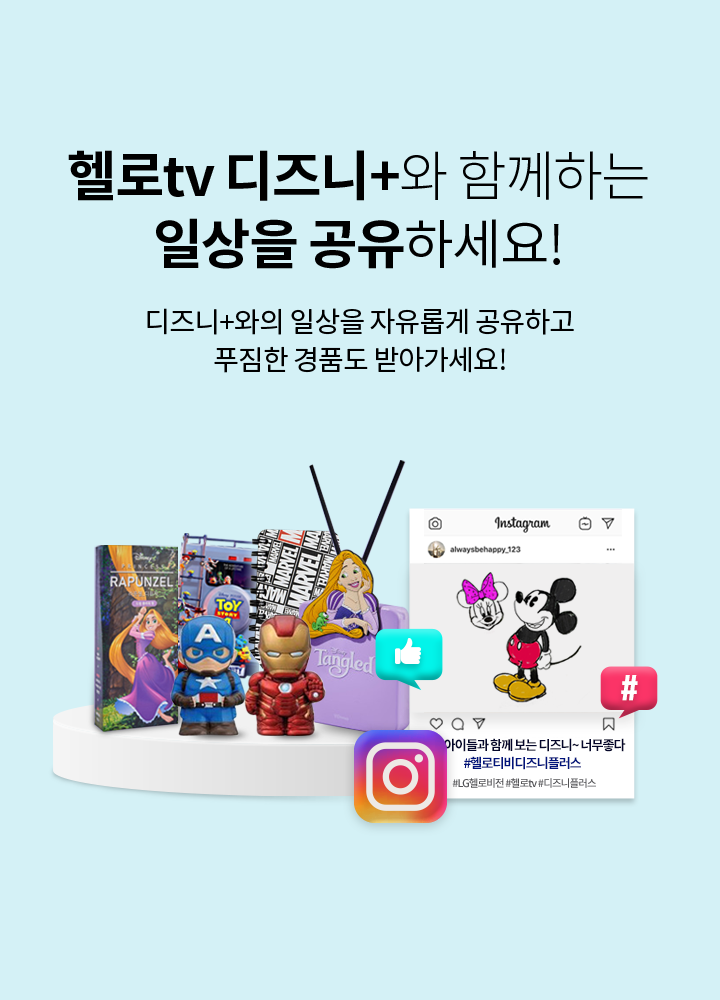 헬로tv 디즈니+와 함께하는
일상을 공유하세요!
디즈니+와의 일상을 자유롭게 공유하고
푸짐한 경품도 받아가세요!
Disney
PRINCESS
RAPUNZEL
TOY
STORY
MARVEL
Tangled
A
Instagram
alwaysbehappy_123
#
아이들과 함께 보는 디즈니~ 너무좋다
#헬로티비디즈니플러스
#LG헬로비전 #헬로tv #디즈니플러스